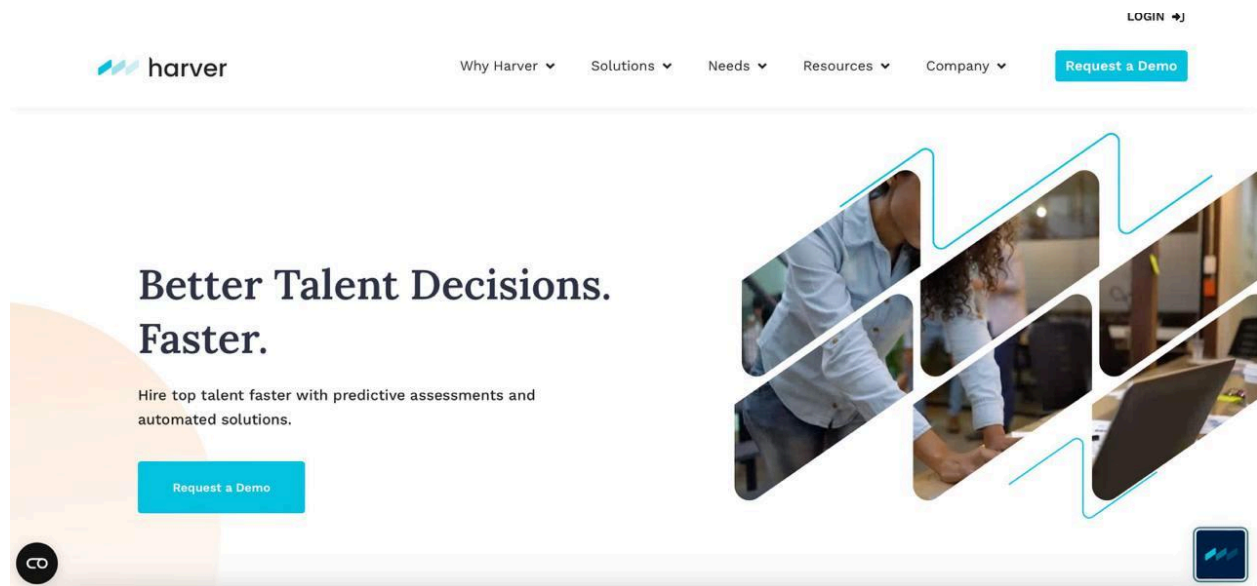 LOGIN
harver
Why Harver
Solutions
Needs
Resources
Company
Request a Demo
Better Talent Decisions.
Faster.
Hire top talent faster with predictive assessments and
automated solutions.
Request a Demo